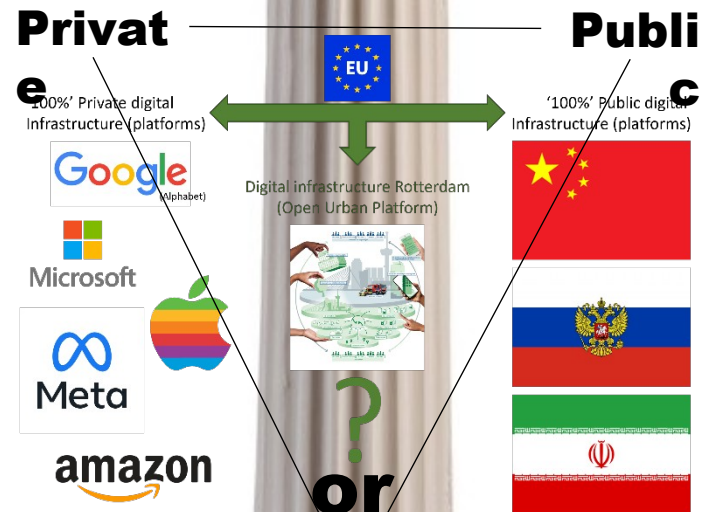 Privat
e
Publi
c
EU
'100%' Private digital
Infrastructure (platforms)
'100%' Public digital
Infrastructure (platforms)
Google
(Alphabet)
Digital infrastructure Rotterdam
(Open Urban Platform)
Microsoft
Meta
amazon
?
or